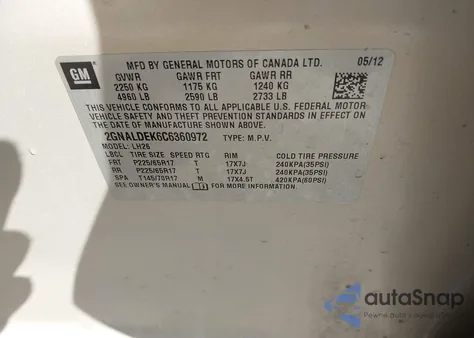 GM
MFD BY GENERAL MOTORS OF CANADA LTD. 05/12
GVWR GAWR FRT GAWR RR
2250 KG 1175 KG 1240 KG
4960 LB 2590 LB 2733 LB
THIS VEHICLE CONFORMS TO ALL APPLICABLE U.S. FEDERAL MOTOR
VEHICLE SAFETY AND THEFT PREVENTION STANDARDS IN EFFECT ON
THE DATE OF MANUFACTURE SHOWN ABOVE.
2GNALDEK6C6360972 TYPE: M.P.V.
MODEL: LH26
LBCL TIRE SIZE SPEED RTG RIM COLD TIRE PRESSURE
FRT P225/65R17 T 17X7J 240KPA(35PSI)
RR P225/65R17 T 17X7J 240KPA(35PSI)
SPA T145/70R17 M 17X4.5T 420KPA(60PSI)
SEE OWNER'S MANUAL FOR MORE INFORMATION.
autoSnap